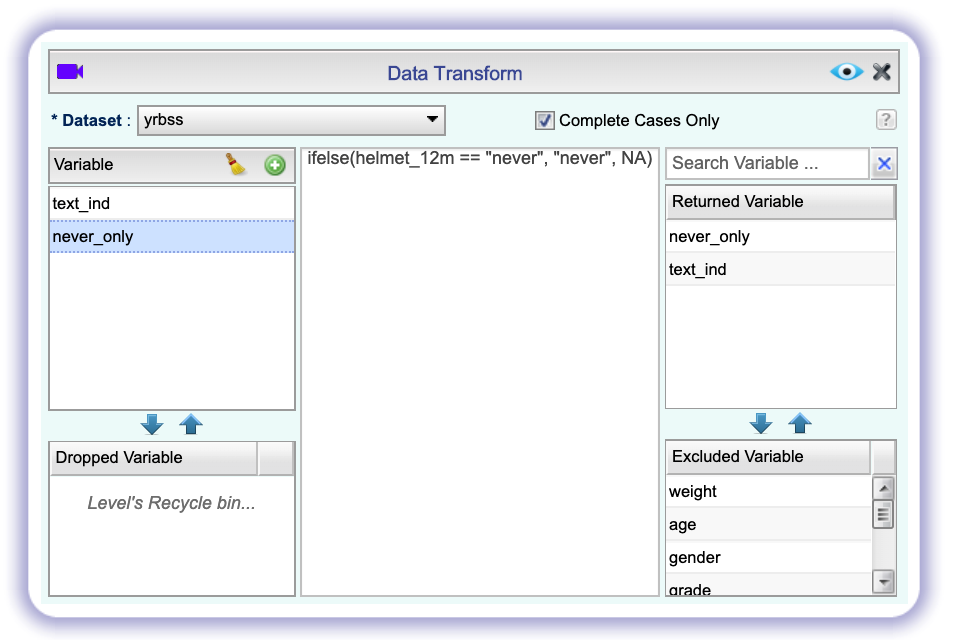 Data Transform
* Dataset : yrbss
Complete Cases Only
?
Variable
text_ind
never_only
Dropped Variable
Level's Recycle bin...
ifelse(helmet_12m == "never", "never", NA)
Search Variable ...
Returned Variable
never_only
text_ind
Excluded Variable
weight
age
gender
grade